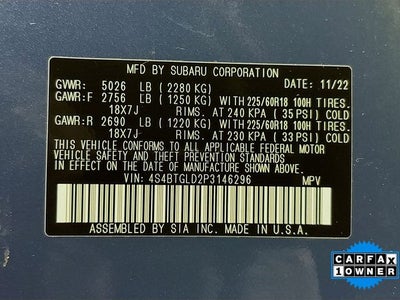 MFD BY SUBARU CORPORATION
GVWR: 5026 LB (2280 KG) DATE: 11/22
GAWR:F 2756 LB (1250 KG) WITH 225/60R18 100H TIRES.
18X7J RIMS. AT 240 KPA (35 PSI) COLD
GAWR:R 2690 LB (1220 KG) WITH 225/60R18 100H TIRES.
18X7J RIMS. AT 230 KPA (33 PSI) COLD
THIS VEHICLE CONFORMS TO ALL APPLICABLE FEDERAL MOTOR
VEHICLE SAFETY, BUMPER, AND THEFT PREVENTION
STANDARDS IN EFFECT ON THE DATE OF MANUFACTURE SHOWN ABOVE
VIN: 4S4BTGLD2P3146296 MPV
ASSEMBLED BY SIA INC. MADE IN U.S.A.
CARFAX
1 OWNER